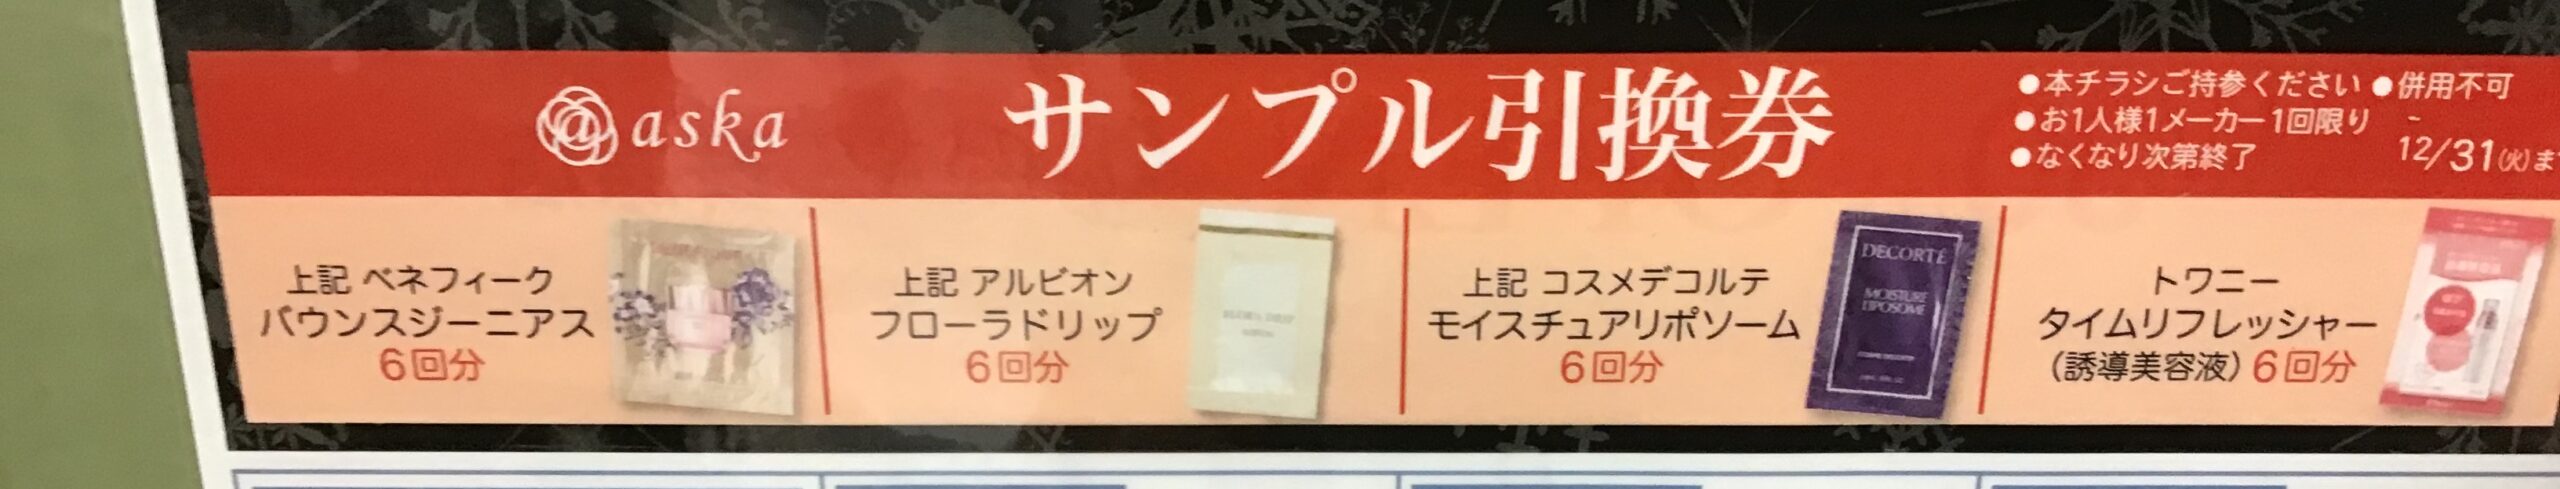 aska
サンプル引換券
●本チラシご持参ください ●併用不可
●お1人様1メーカー1回限り
●なくなり次第終了
12/31(火)ま
上記 ベネフィーク
バウンスジーニアス
6回分
上記 アルビオン
フローラドリップ
6回分
上記 コスメデコルテ
モイスチュアリポソーム
6回分
DECORTÉ
MOISTURE
LIPOSOME
トワニー
タイムリフレッシャー
(誘導美容液) 6回分